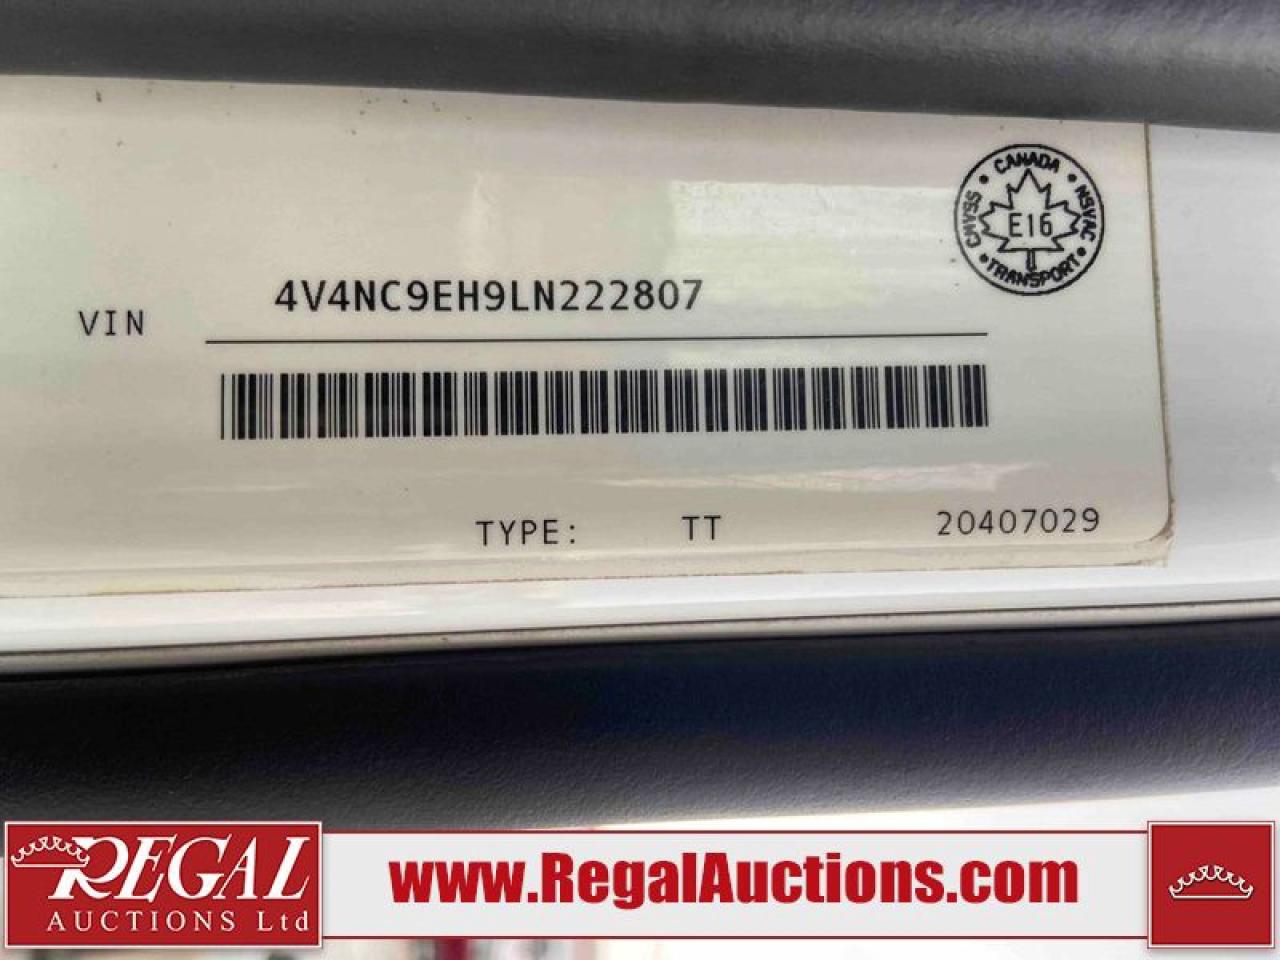 CANADA
CMVSS
NSVAC
E16
TRANSPORT
4V4NC9EH9LN222807
VIN
TYPE: TT 20407029
REGAL
AUCTIONS Ltd
www.RegalAuctions.com